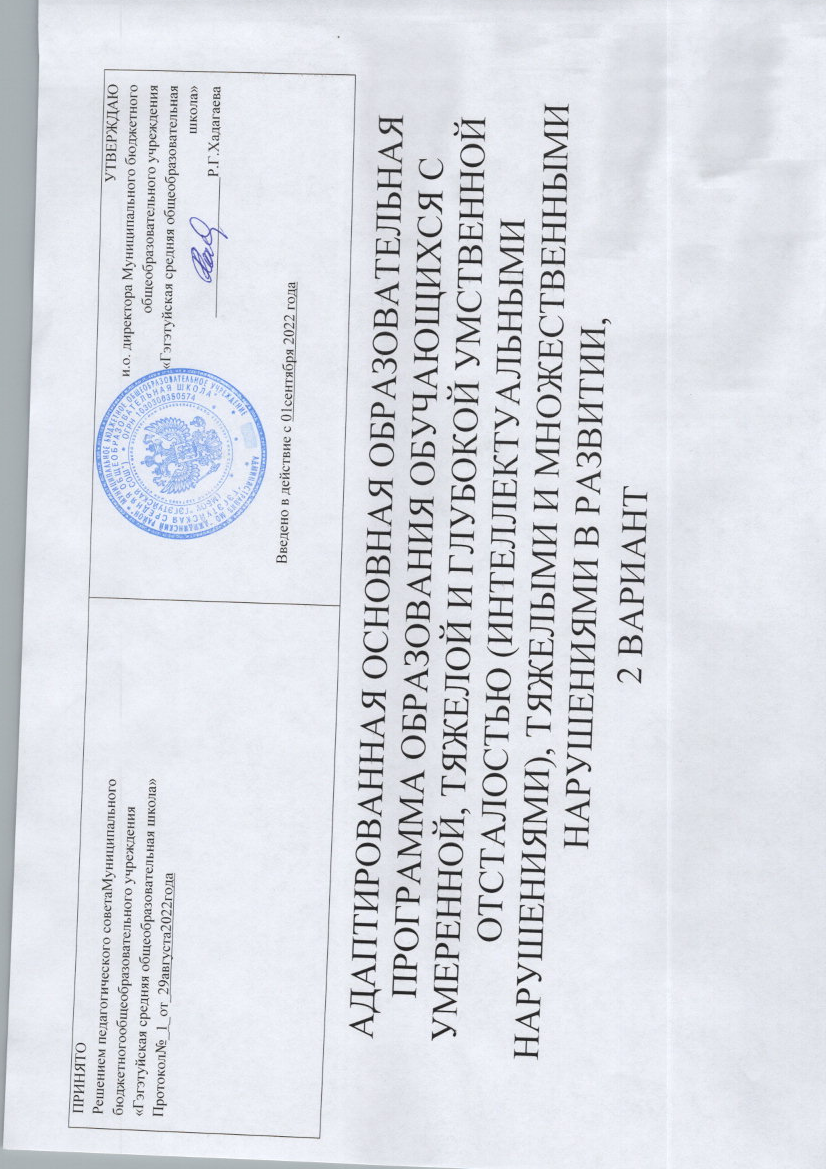 ПРИНЯТО
Решением педагогического советаМуниципального
бюджетногообщеобразовательного учреждения
«Гэгэтуйская средняя общеобразовательная школа»
Протокол№_1_от_29августа2022года
УТВЕРЖДАЮ
и.о. директора Муниципального бюджетного
общеобразовательного учреждения
«Гэгэтуйская средняя общеобразовательная
школа»
____________Р.Г.Хадагаева
Введено в действие с 01сентября 2022 года
АДАПТИРОВАННАЯ ОСНОВНАЯ ОБРАЗОВАТЕЛЬНАЯ
ПРОГРАММА ОБРАЗОВАНИЯ ОБУЧАЮЩИХСЯ С
УМЕРЕННОЙ, ТЯЖЕЛОЙ И ГЛУБОКОЙ УМСТВЕННОЙ
ОТСТАЛОСТЬЮ (ИНТЕЛЛЕКТУАЛЬНЫМИ
НАРУШЕНИЯМИ), ТЯЖЕЛЫМИ И МНОЖЕСТВЕННЫМИ
НАРУШЕНИЯМИ В РАЗВИТИИ,
2 ВАРИАНТ